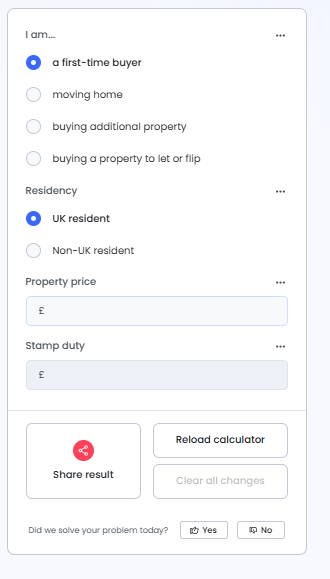 I am...
a first-time buyer
moving home
buying additional property
buying a property to let or flip
Residency
UK resident
Non-UK resident
Property price
£
Stamp duty
£
Share result
Reload calculator
Clear all changes
Did we solve your problem today? Yes No